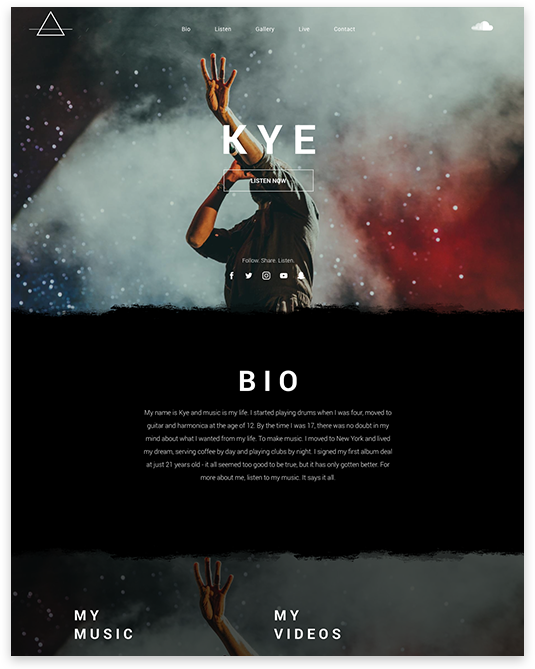 Bio Listen Gallery Live Contact
KYE
LISTEN NOW
Follow. Share. Listen.
BIO
My name is Kye and music is my life. I started playing drums when I was four, moved to
guitar and harmonica at the age of 12. By the time I was 17, there was no doubt in my
mind about what I wanted from my life. To make music. I moved to New York and lived
my dream, serving coffee by day and playing clubs by night. I signed my first album deal
at just 21 years old - it all seemed too good to be true, but it has only gotten better. For
more about me, listen to my music. It says it all.
MY
MUSIC
MY
VIDEOS